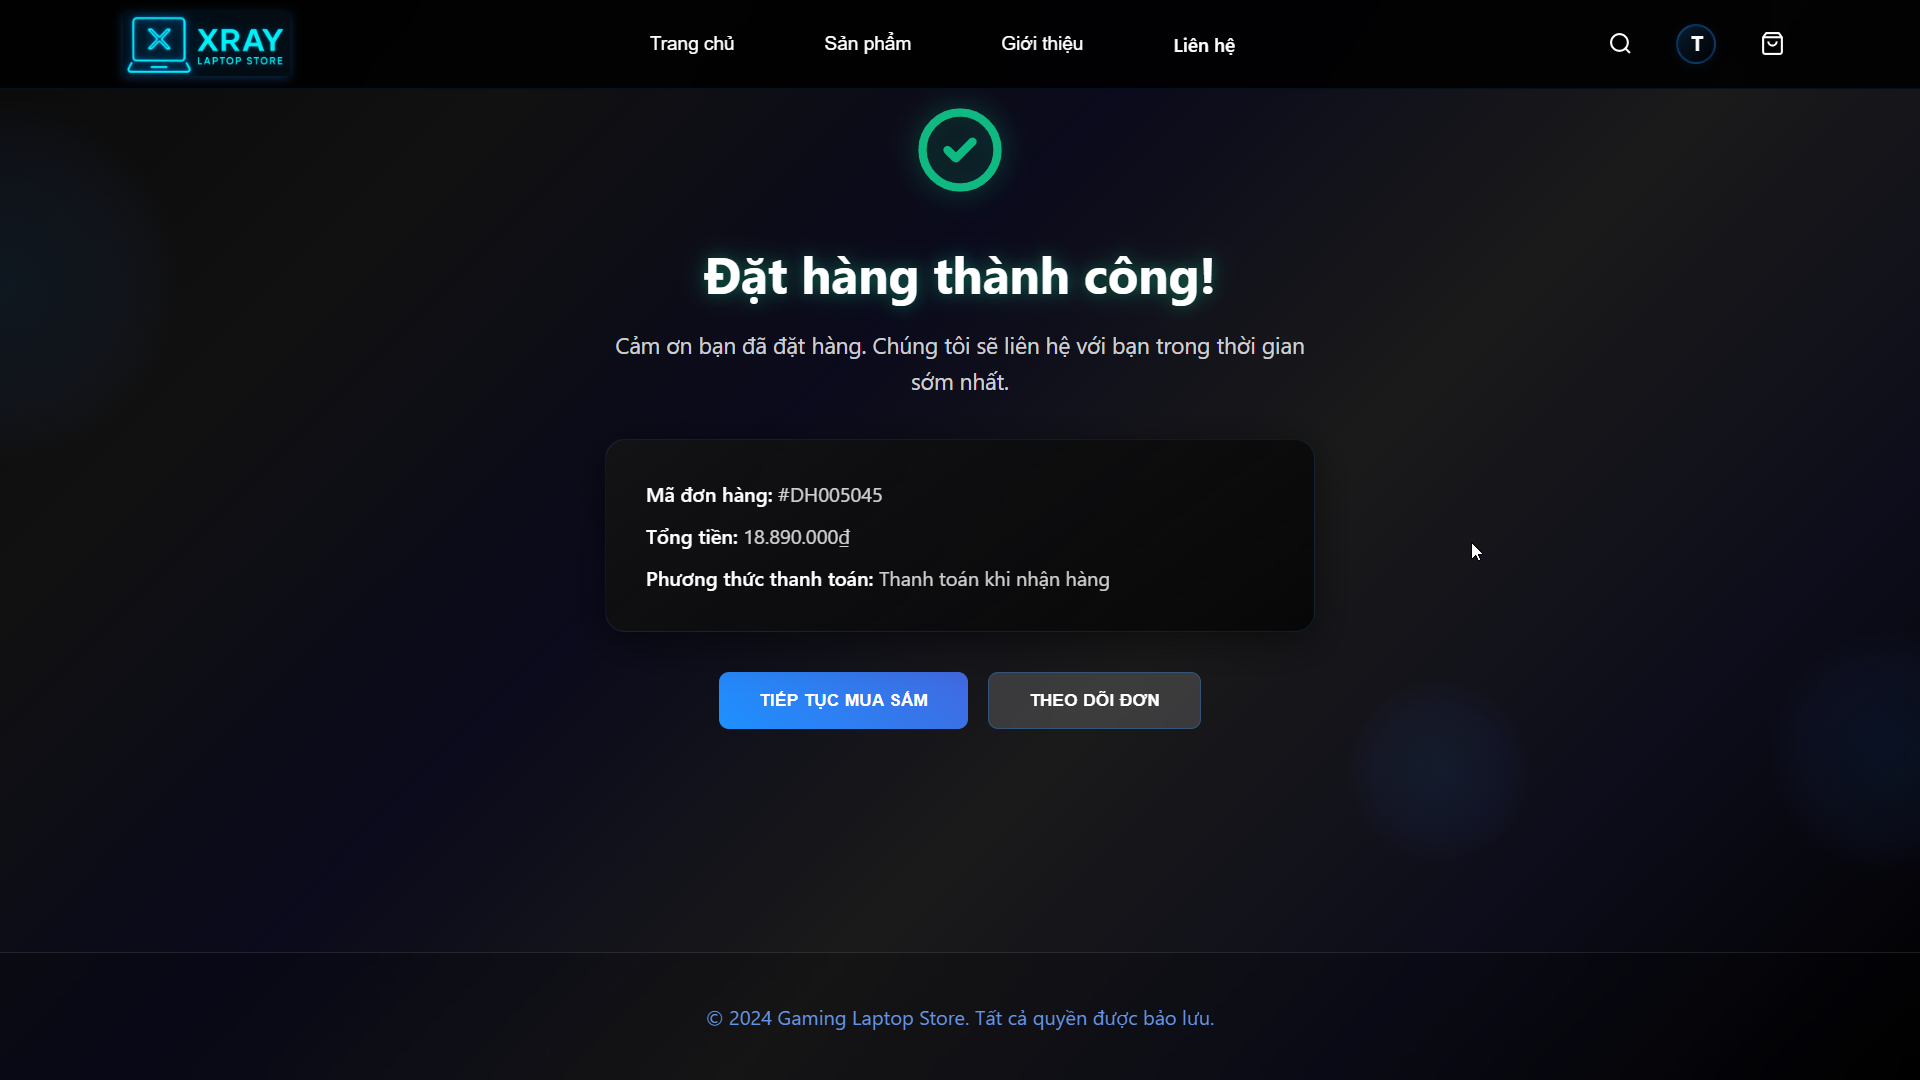 XRAY
LAPTOP STORE
Trang chủ
Sản phẩm
Giới thiệu
Liên hệ
T
Đặt hàng thành công!
Cảm ơn bạn đã đặt hàng. Chúng tôi sẽ liên hệ với bạn trong thời gian
sớm nhất.
Mã đơn hàng: #DH005045
Tổng tiền: 18.890.000₫
Phương thức thanh toán: Thanh toán khi nhận hàng
TIẾP TỤC MUA SẮM
THEO DÕI ĐƠN
© 2024 Gaming Laptop Store. Tất cả quyền được bảo lưu.